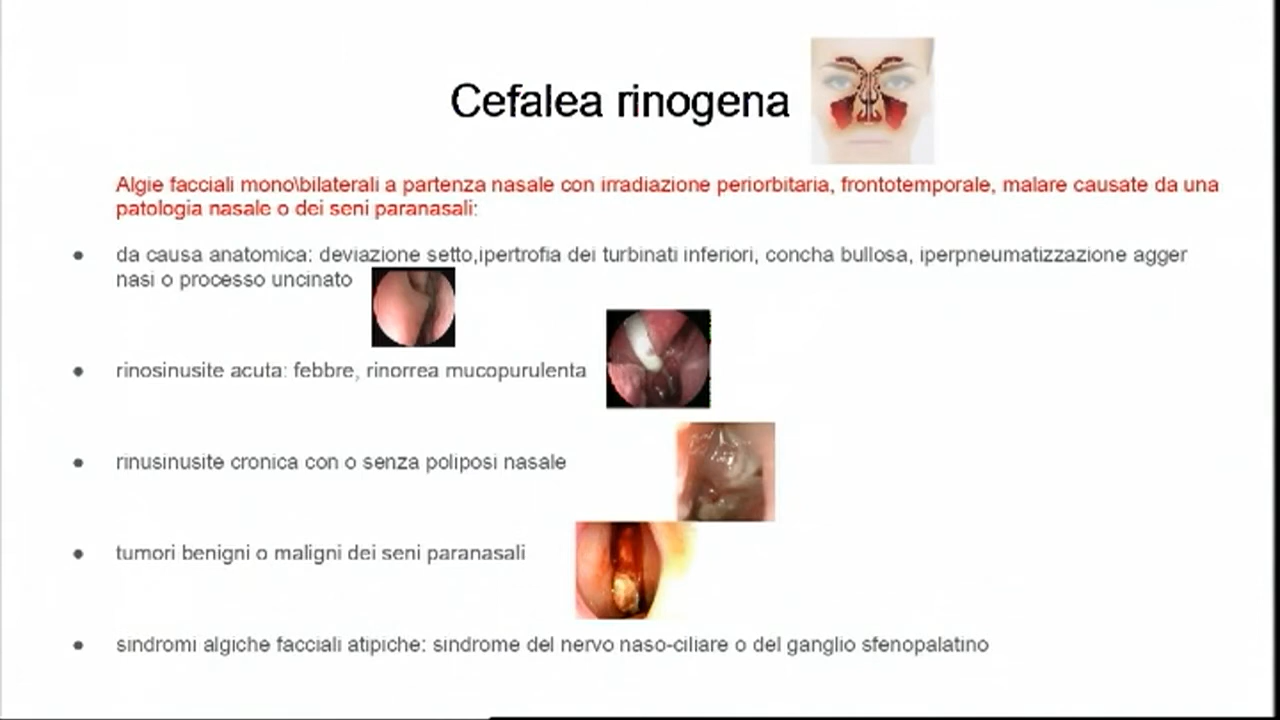 Cefalea rinogena
Algie facciali mono\bilaterali a partenza nasale con irradiazione periorbitaria, frontotemporale, malare causate da una
patologia nasale o dei seni paranasali:
● da causa anatomica: deviazione setto,ipertrofia dei turbinati inferiori, concha bullosa, iperpneumatizzazione agger
nasi o processo uncinato
● rinosinusite acuta: febbre, rinorrea mucopurulenta
● rinusinusite cronica con o senza poliposi nasale
● tumori benigni o maligni dei seni paranasali
● sindromi algiche facciali atipiche: sindrome del nervo naso-ciliare o del ganglio sfenopalatino